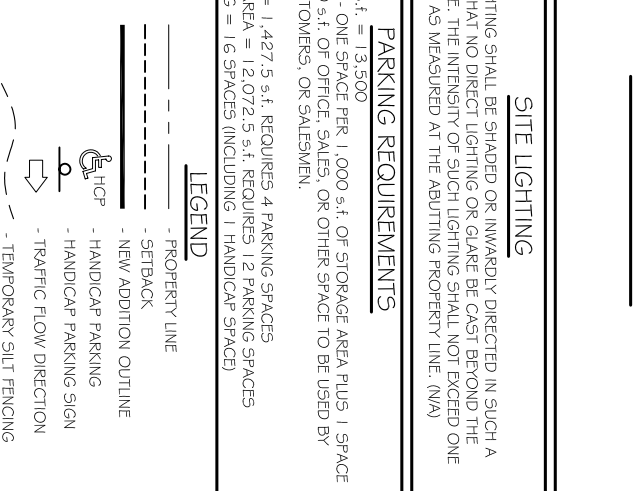 SITE LIGHTING
HTING SHALL BE SHADED OR INWARDLY DIRECTED IN SUCH A
HAT NO DIRECT LIGHTING OR GLARE BE CAST BEYOND THE
E. THE INTENSITY OF SUCH LIGHTING SHALL NOT EXCEED ONE
AS MEASURED AT THE ABUTTING PROPERTY LINE. (N/A)
PARKING REQUIREMENTS
s.f. = 13,500
- ONE SPACE PER 1,000 s.f. OF STORAGE AREA PLUS 1 SPACE
s.f. OF OFFICE, SALES, OR OTHER SPACE TO BE USED BY
TOMERS, OR SALESMEN.
= 1,427.5 s.f. REQUIRES 4 PARKING SPACES
AREA = 12,072.5 s.f. REQUIRES 12 PARKING SPACES
G = 16 SPACES (INCLUDING 1 HANDICAP SPACE)
LEGEND
- PROPERTY LINE
- SETBACK
- NEW ADDITION OUTLINE
HCP - HANDICAP PARKING
- HANDICAP PARKING SIGN
- TRAFFIC FLOW DIRECTION
- TEMPORARY SILT FENCING